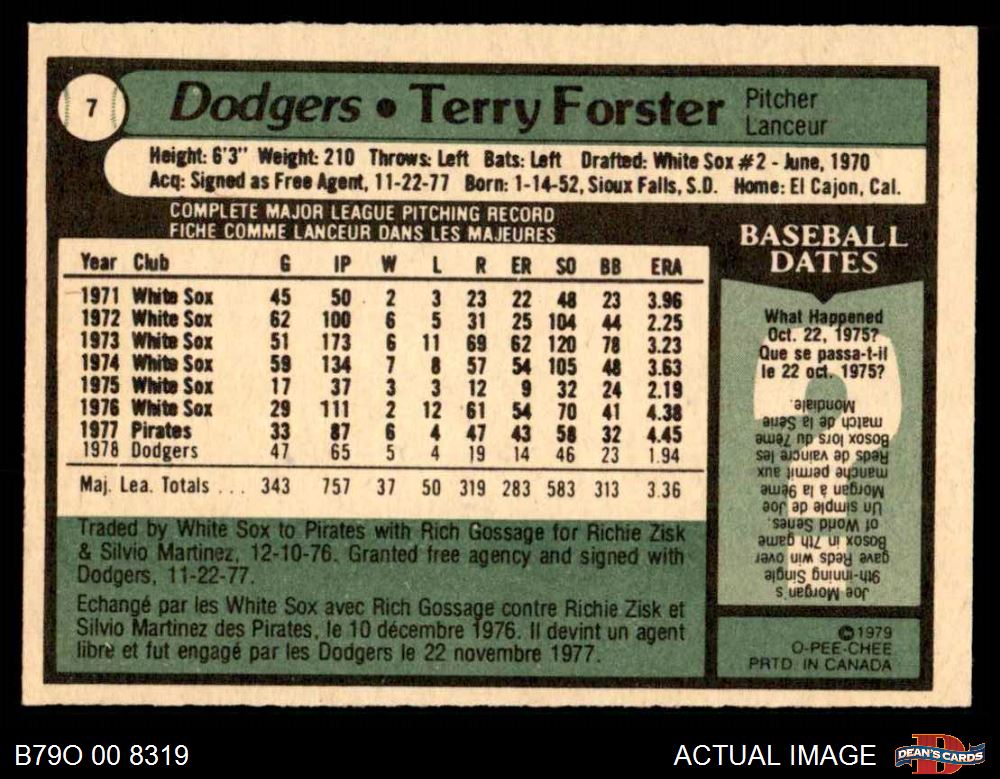 7
Dodgers • Terry Forster
Pitcher
Lanceur
Height: 6'3" Weight: 210 Throws: Left Bats: Left Drafted: White Sox #2 - June, 1970
Acq: Signed as Free Agent, 11-22-77 Born: 1-14-52, Sioux Falls, S.D. Home: El Cajon, Cal.
COMPLETE MAJOR LEAGUE PITCHING RECORD
FICHE COMME LANCEUR DANS LES MAJEURES
Year Club G IP W L R ER SO BB ERA
1971 White Sox 45 50 2 3 23 22 48 23 3.96
1972 White Sox 62 100 6 5 31 25 104 44 2.25
1973 White Sox 51 173 6 11 69 62 120 78 3.23
1974 White Sox 59 134 7 8 57 54 105 48 3.63
1975 White Sox 17 37 3 3 12 9 32 24 2.19
1976 White Sox 29 111 2 12 61 54 70 41 4.38
1977 Pirates 33 87 6 4 47 43 58 32 4.45
1978 Dodgers 47 65 5 4 19 14 46 23 1.94
Maj. Lea. Totals ... 343 757 37 50 319 283 583 313 3.36
Traded by White Sox to Pirates with Rich Gossage for Richie Zisk
& Silvio Martinez, 12-10-76. Granted free agency and signed with
Dodgers, 11-22-77.
Echangé par les White Sox avec Rich Gossage contre Richie Zisk et
Silvio Martinez des Pirates, le 10 décembre 1976. Il devint un agent
libre et fut engagé par les Dodgers le 22 novembre 1977.
BASEBALL
DATES
What Happened
Oct. 22, 1975?
Que se passa-t-il
le 22 oct. 1975?
Joe Morgan's
9th-inning Single
gave Reds win over
Bosox in 7th game
of World Series.
Un simple de Joe
Morgan à la 9ème
manche permit aux
Reds de vaincre les
Bosox lors du 7ème
match de la Série
Mondiale.
©1979
O-PEE-CHEE
PRTD. IN CANADA
B79O 00 8319
ACTUAL IMAGE
DEAN'S CARDS